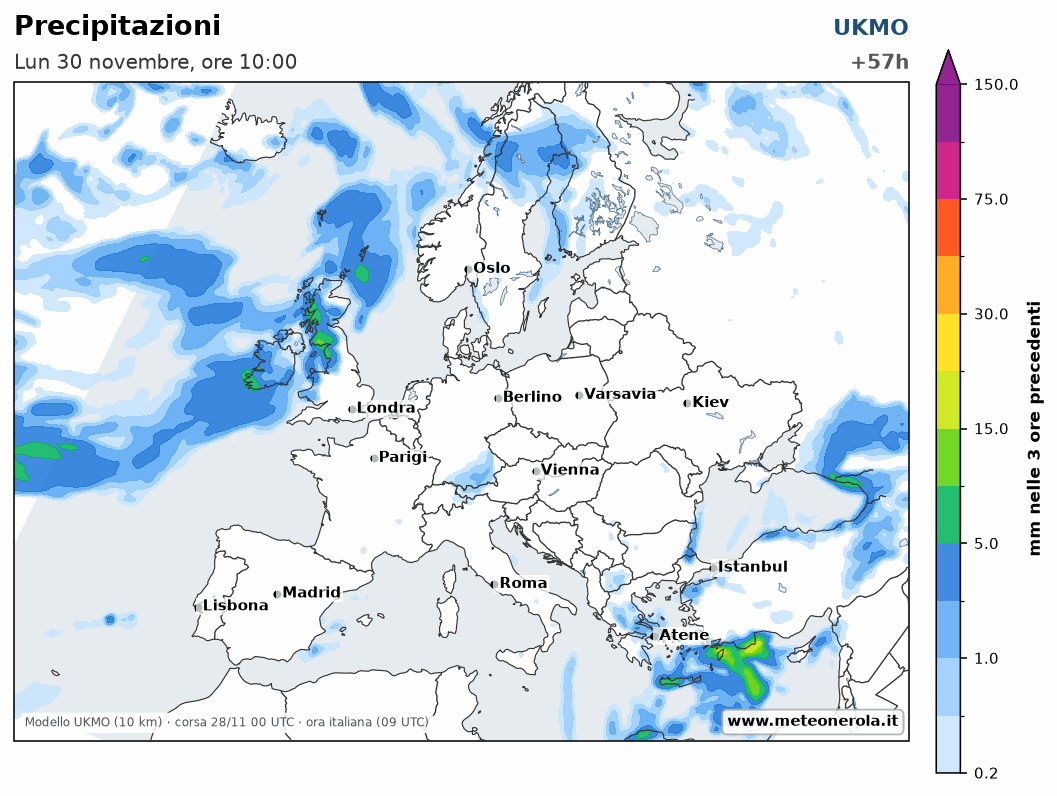 Precipitazioni
UKMO
Lun 30 novembre, ore 10:00
+57h
150.0
75.0
30.0
15.0
5.0
1.0
0.2
mm nelle 3 ore precedenti
Oslo
Berlino
Varsavia
Kiev
Londra
Parigi
Vienna
Istanbul
Roma
Madrid
Lisbona
Atene
Modello UKMO (10 km) · corsa 28/11 00 UTC · ora italiana (09 UTC)
www.meteonerola.it